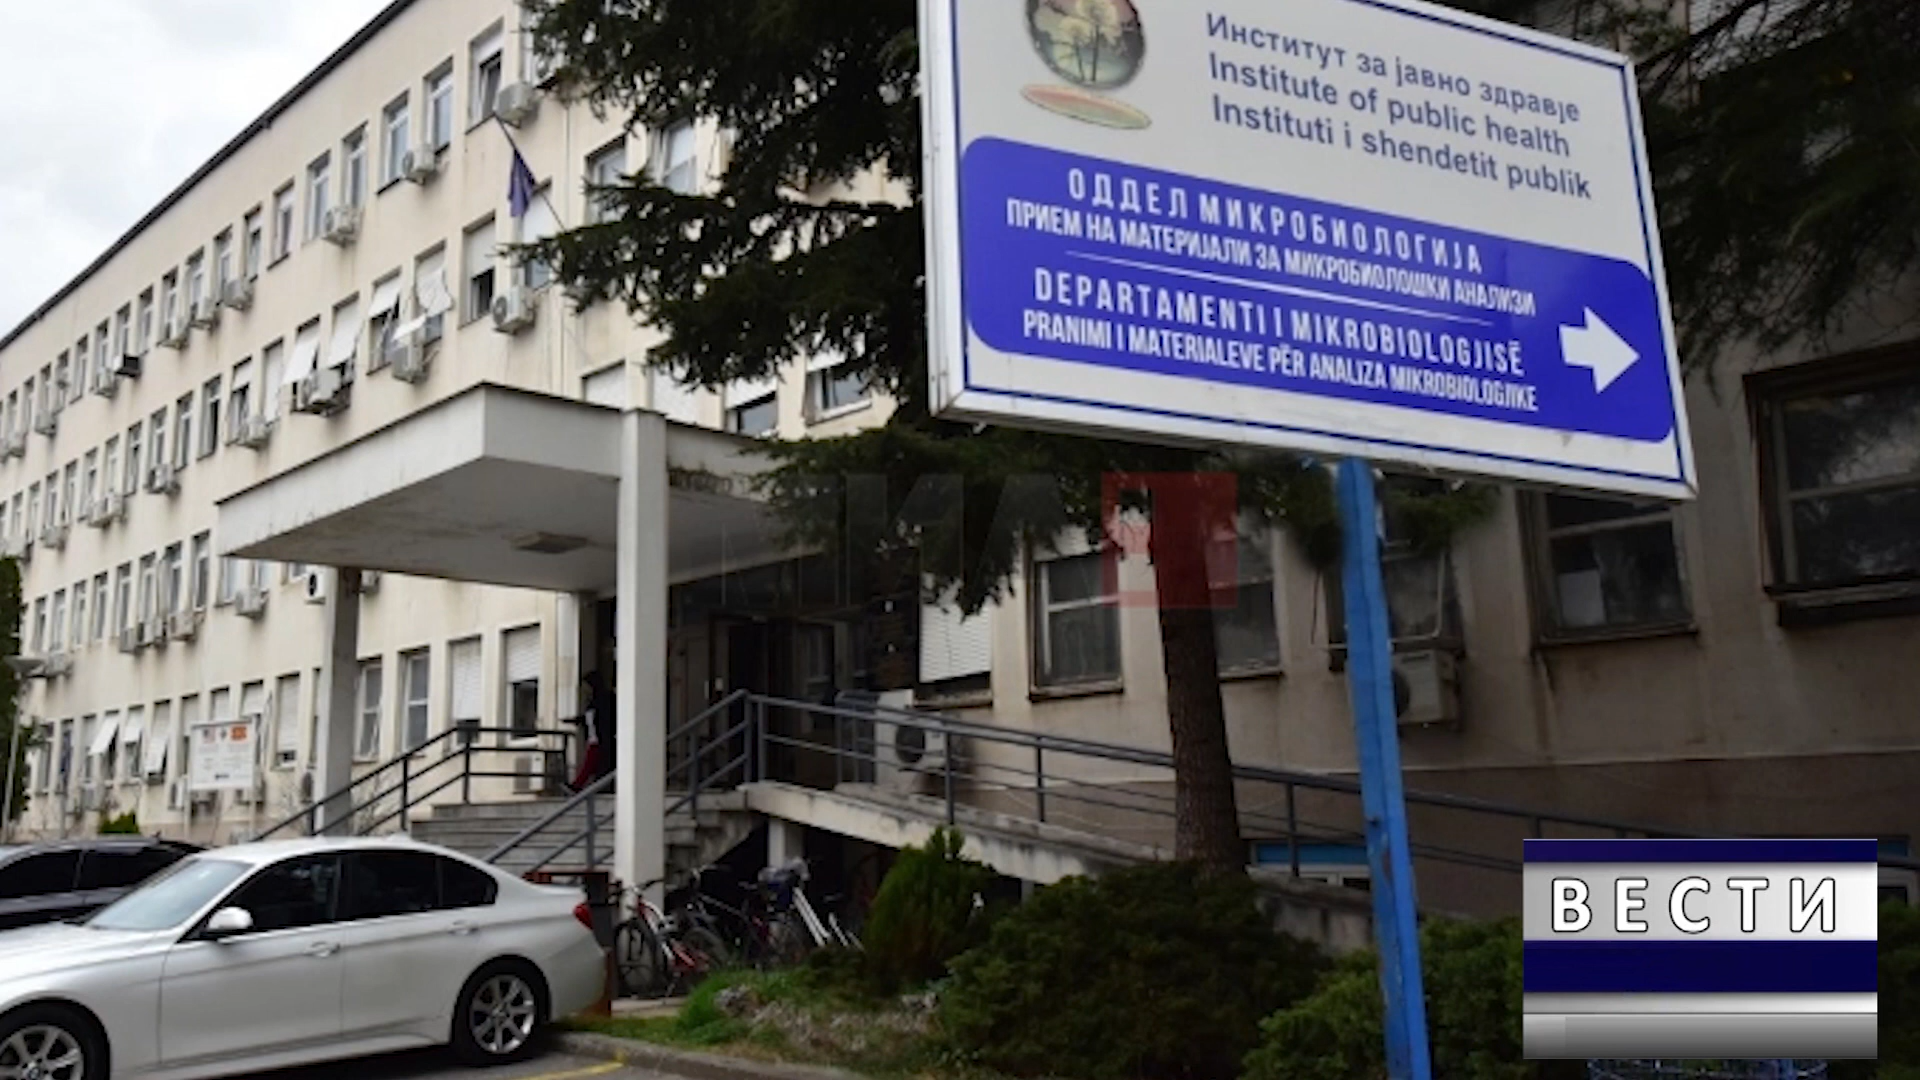 Институт за јавно здравје
Institute of public health
Instituti i shendetit publik
ОДДЕЛ МИКРОБИОЛОГИЈА
ПРИЕМ НА МАТЕРИЈАЛИ ЗА МИКРОБИОЛОШКИ АНАЛИЗИ
DEPARTAMENTI I MIKROBIOLOGJISË
PRANIMI I MATERIALEVE PËR ANALIZA MIKROBIOLOGJIKE
МИА
ВЕСТИ